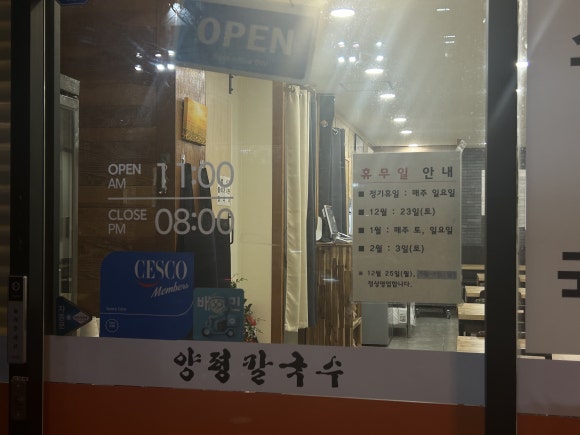 OPEN
OPEN
AM
11:00
CLOSE
PM
08:00
휴무일 안내
■ 정기휴일 : 매주 일요일
■ 12월 : 23일(토)
■ 1월 : 매주 토, 일요일
■ 2월 : 3일(토)
※ 12월 25일(월),
정상영업합니다.
CESCO
Members
양평칼국수